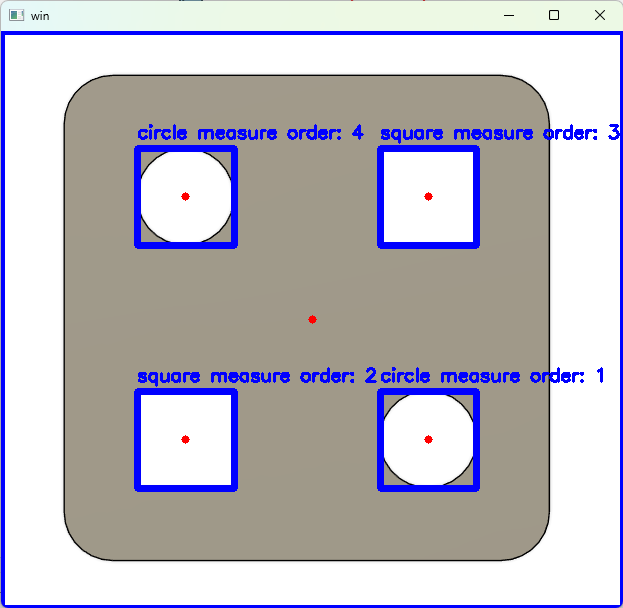 win
circle measure order: 4
square measure order: 3
square measure order: 2
circle measure order: 1